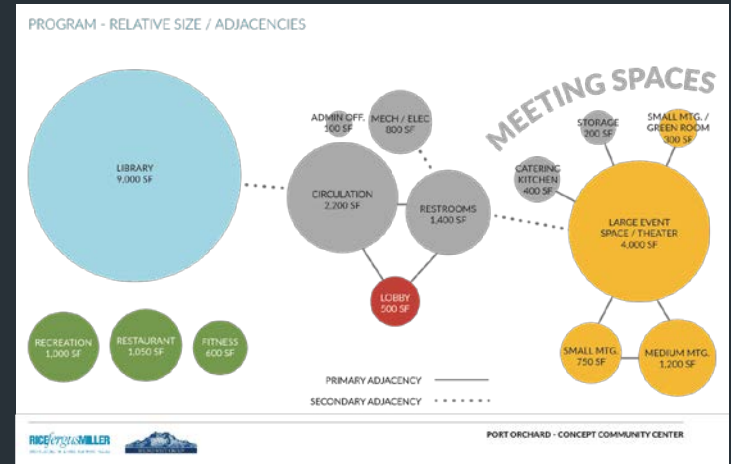 PROGRAM - RELATIVE SIZE / ADJACENCIES
MEETING SPACES
LIBRARY
9,000 SF
ADMIN OFF.
100 SF
MECH / ELEC
800 SF
CIRCULATION
2,200 SF
RESTROOMS
1,400 SF
LOBBY
500 SF
STORAGE
200 SF
SMALL MTG. /
GREEN ROOM
300 SF
CATERING
KITCHEN
400 SF
LARGE EVENT
SPACE / THEATER
4,000 SF
SMALL MTG.
750 SF
MEDIUM MTG.
1,200 SF
RECREATION
1,000 SF
RESTAURANT
1,050 SF
FITNESS
600 SF
PRIMARY ADJACENCY
SECONDARY ADJACENCY
RICEfergusMILLER
PORT ORCHARD - CONCEPT COMMUNITY CENTER